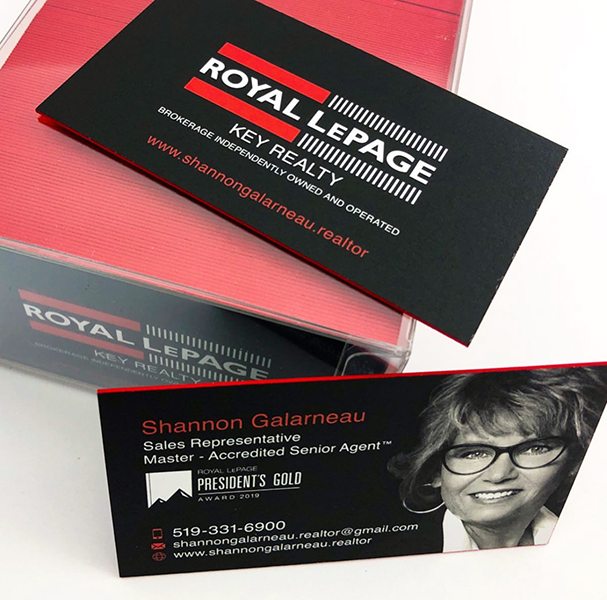 ROYAL LEPAGE
KEY REALTY
BROKERAGE INDEPENDENTLY OWNED AND OPERATED
www.shannongalarneau.realtor
ROYAL LEPAGE
KEY REALTY
BROKERAGE INDEPENDENTLY
Shannon Galarneau
Sales Representative
Master - Accredited Senior Agent™
ROYAL LEPAGE
PRESIDENT'S GOLD
AWARD 2019
519-331-6900
shannongalarneau.realtor@gmail.com
www.shannongalarneau.realtor